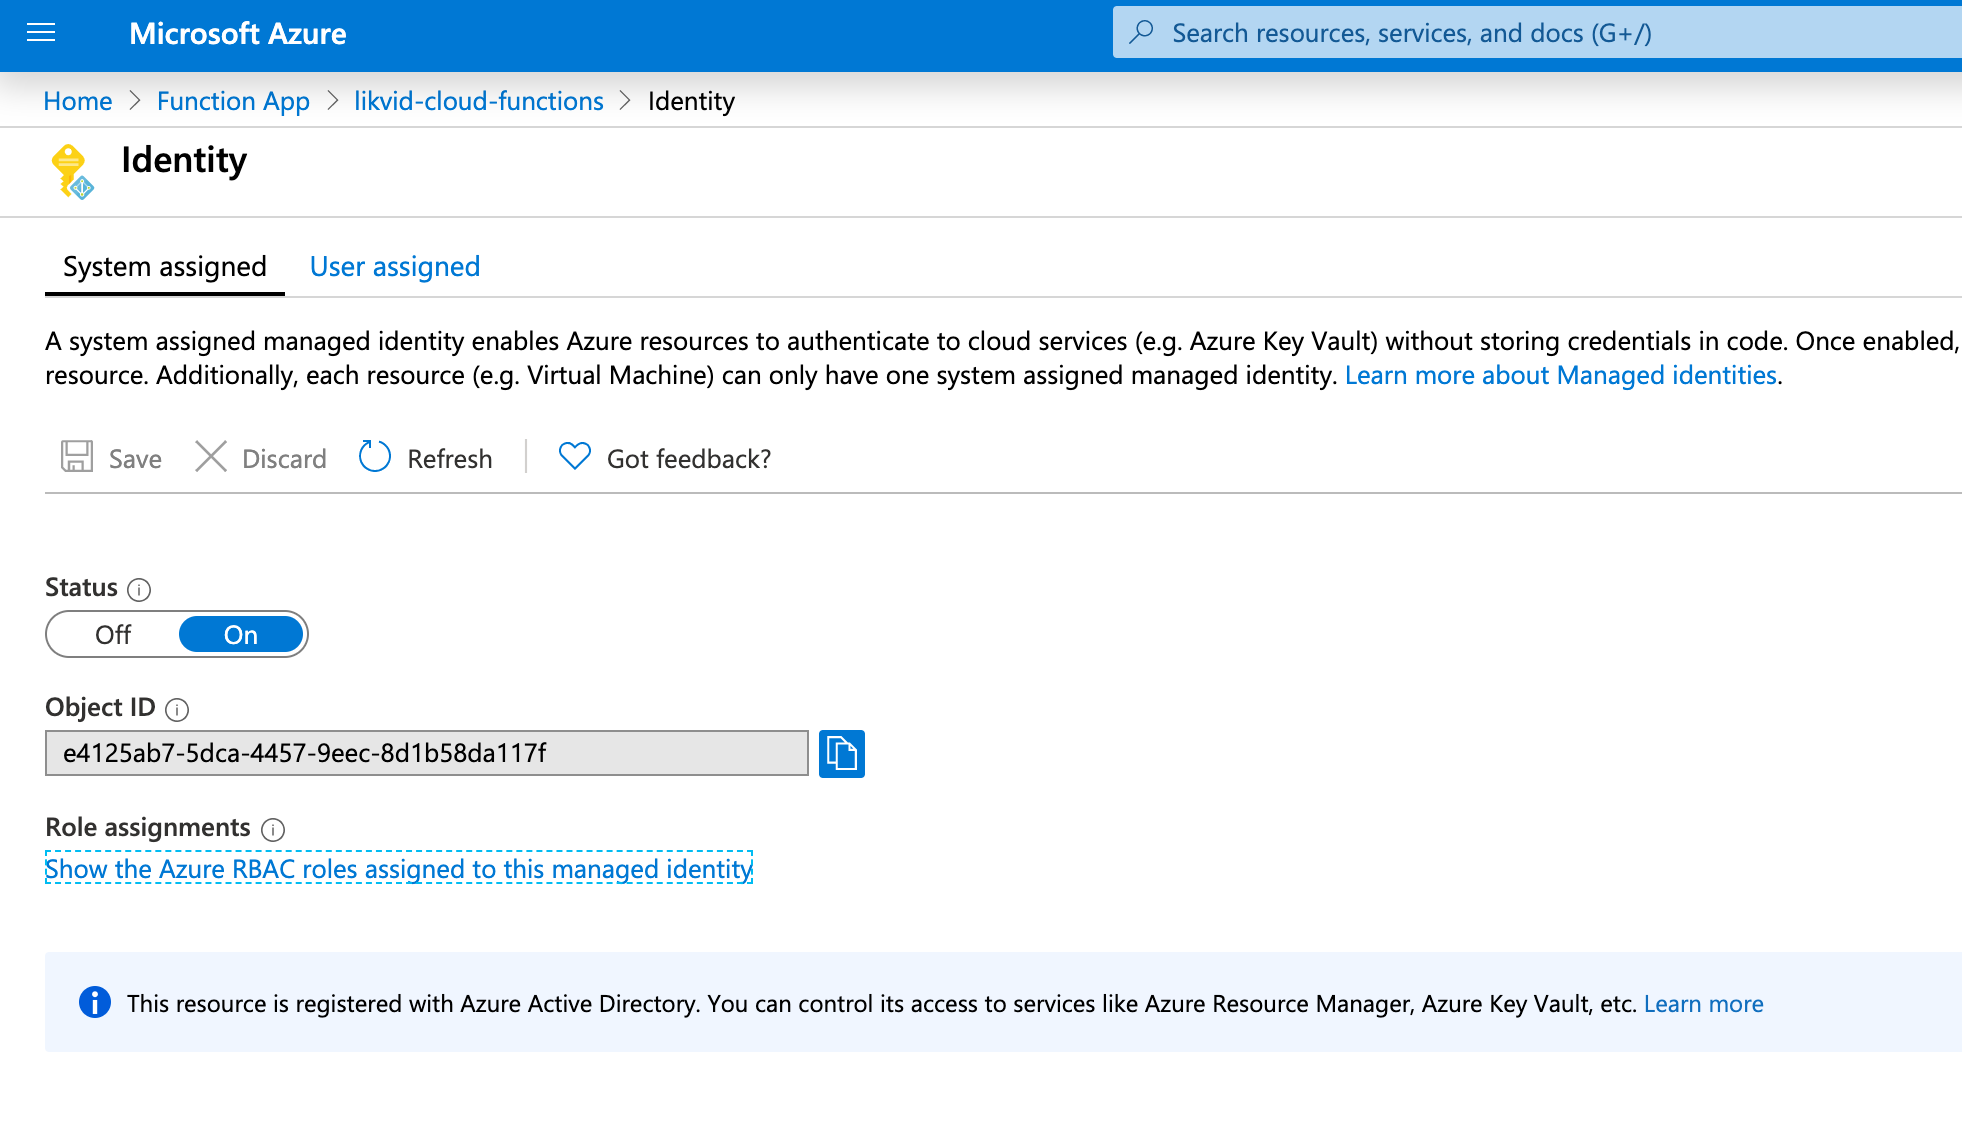 Microsoft Azure
Search resources, services, and docs (G+/)
Home > Function App > likvid-cloud-functions > Identity
Identity
System assigned User assigned
A system assigned managed identity enables Azure resources to authenticate to cloud services (e.g. Azure Key Vault) without storing credentials in code. Once enabled,
resource. Additionally, each resource (e.g. Virtual Machine) can only have one system assigned managed identity. Learn more about Managed identities.
Save Discard Refresh Got feedback?
Status
Off On
Object ID
e4125ab7-5dca-4457-9eec-8d1b58da117f
Role assignments
Show the Azure RBAC roles assigned to this managed identity
This resource is registered with Azure Active Directory. You can control its access to services like Azure Resource Manager, Azure Key Vault, etc. Learn more